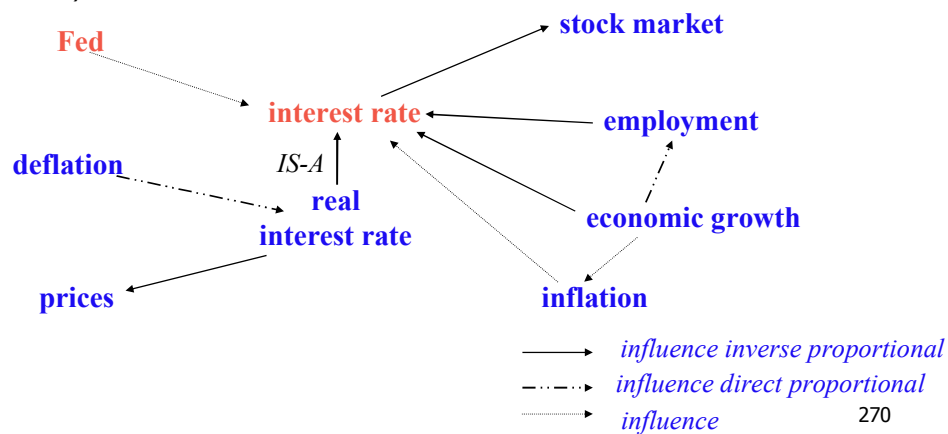 stock market
Fed
interest rate
employment
IS-A
deflation
real
interest rate
economic growth
prices
inflation
influence inverse proportional
influence direct proportional
influence
270